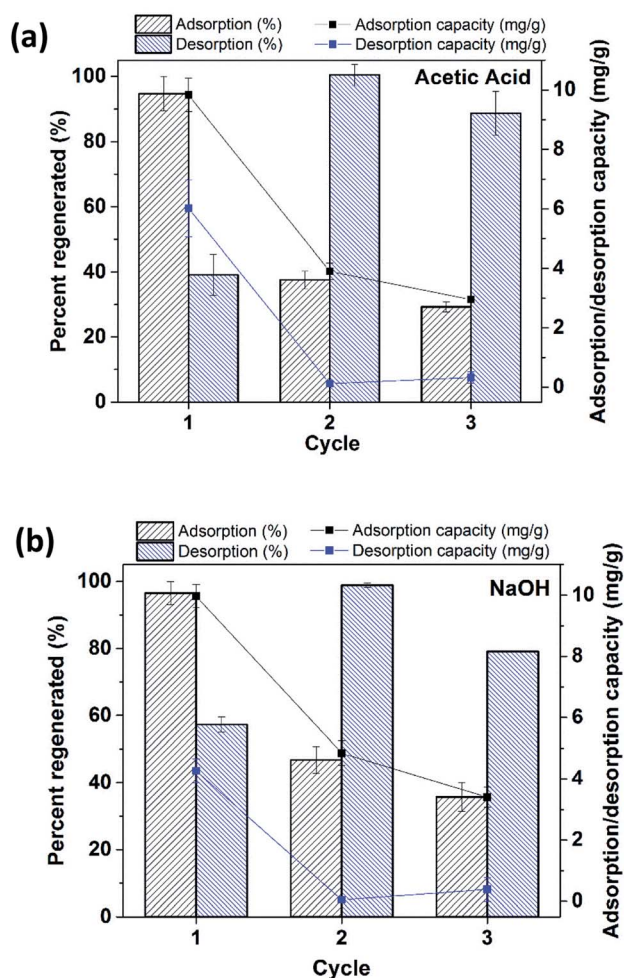 (a)
Adsorption (%)
Adsorption capacity (mg/g)
Desorption (%)
Desorption capacity (mg/g)
Acetic Acid
Percent regenerated (%)
100
80
60
40
20
0
Adsorption/desorption capacity (mg/g)
10
8
6
4
2
0
1 2 3
Cycle
(b)
Adsorption (%)
Adsorption capacity (mg/g)
Desorption (%)
Desorption capacity (mg/g)
NaOH
Percent regenerated (%)
100
80
60
40
20
0
Adsorption/desorption capacity (mg/g)
10
8
6
4
2
0
1 2 3
Cycle